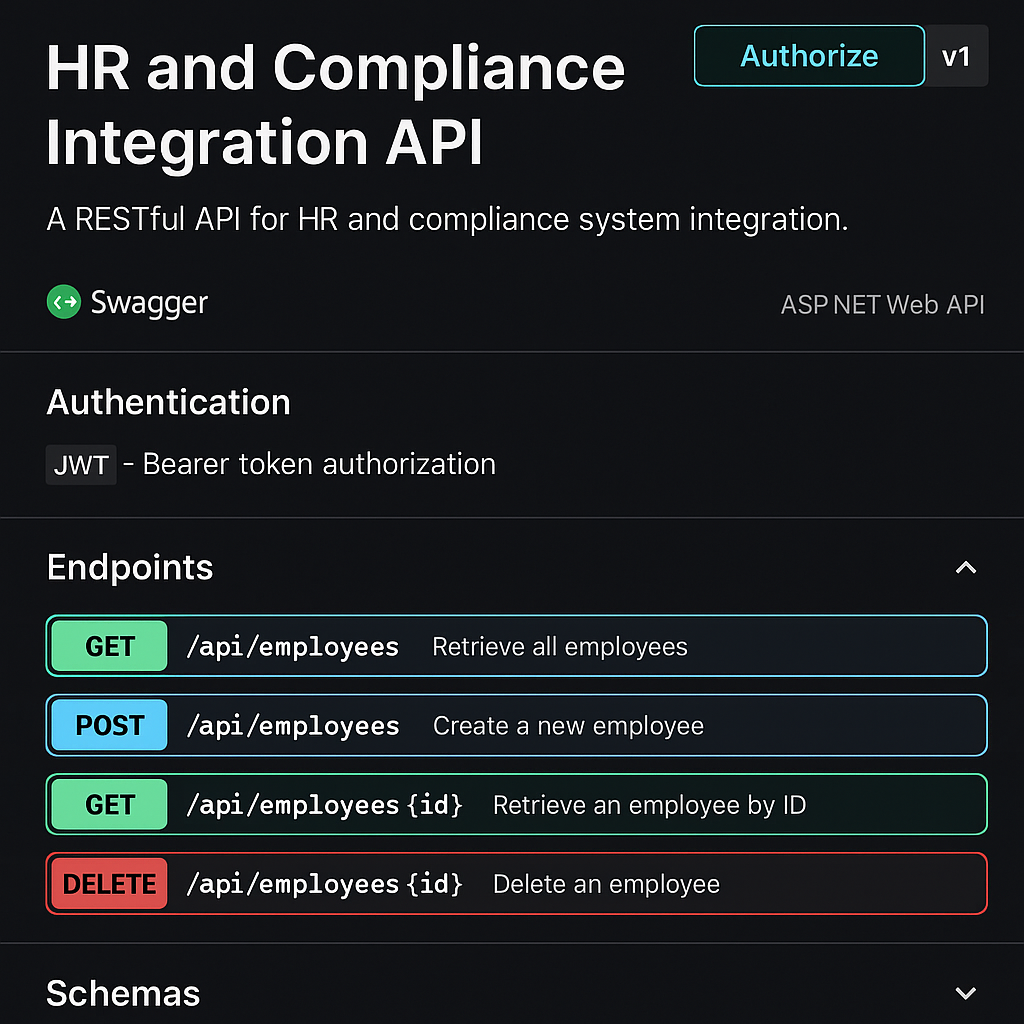 HR and Compliance
Integration API
Authorize v1
A RESTful API for HR and compliance system integration.
Swagger
ASP NET Web API
Authentication
JWT - Bearer token authorization
Endpoints
GET /api/employees Retrieve all employees
POST /api/employees Create a new employee
GET /api/employees {id} Retrieve an employee by ID
DELETE /api/employees {id} Delete an employee
Schemas